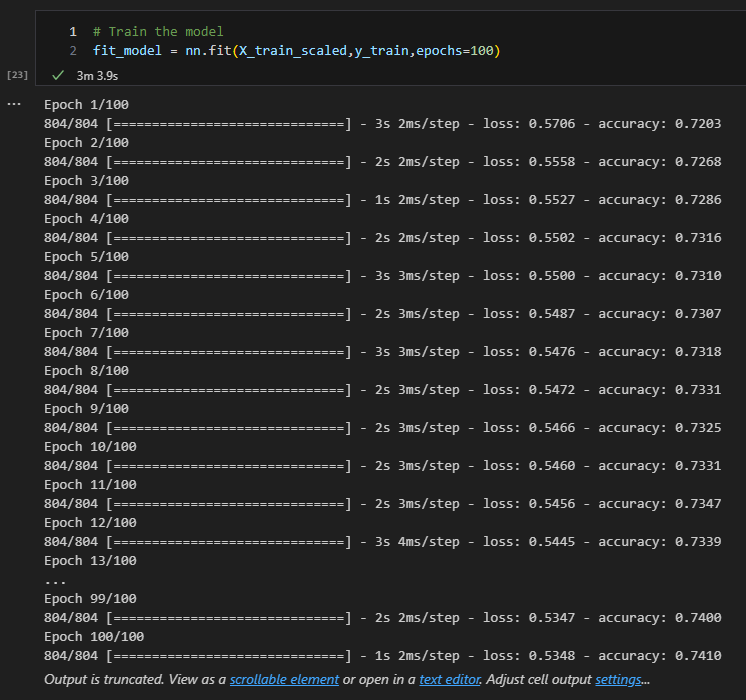 1 # Train the model
2 fit_model = nn.fit(X_train_scaled,y_train,epochs=100)
[23] ✓ 3m 3.9s
... Epoch 1/100
804/804 [==============================] - 3s 2ms/step - loss: 0.5706 - accuracy: 0.7203
Epoch 2/100
804/804 [==============================] - 2s 2ms/step - loss: 0.5558 - accuracy: 0.7268
Epoch 3/100
804/804 [==============================] - 1s 2ms/step - loss: 0.5527 - accuracy: 0.7286
Epoch 4/100
804/804 [==============================] - 2s 2ms/step - loss: 0.5502 - accuracy: 0.7316
Epoch 5/100
804/804 [==============================] - 3s 3ms/step - loss: 0.5500 - accuracy: 0.7310
Epoch 6/100
804/804 [==============================] - 2s 3ms/step - loss: 0.5487 - accuracy: 0.7307
Epoch 7/100
804/804 [==============================] - 3s 3ms/step - loss: 0.5476 - accuracy: 0.7318
Epoch 8/100
804/804 [==============================] - 2s 3ms/step - loss: 0.5472 - accuracy: 0.7331
Epoch 9/100
804/804 [==============================] - 2s 3ms/step - loss: 0.5466 - accuracy: 0.7325
Epoch 10/100
804/804 [==============================] - 2s 3ms/step - loss: 0.5460 - accuracy: 0.7331
Epoch 11/100
804/804 [==============================] - 2s 3ms/step - loss: 0.5456 - accuracy: 0.7347
Epoch 12/100
804/804 [==============================] - 3s 4ms/step - loss: 0.5445 - accuracy: 0.7339
Epoch 13/100
...
Epoch 99/100
804/804 [==============================] - 2s 2ms/step - loss: 0.5347 - accuracy: 0.7400
Epoch 100/100
804/804 [==============================] - 1s 2ms/step - loss: 0.5348 - accuracy: 0.7410
Output is truncated. View as a scrollable element or open in a text editor. Adjust cell output settings...